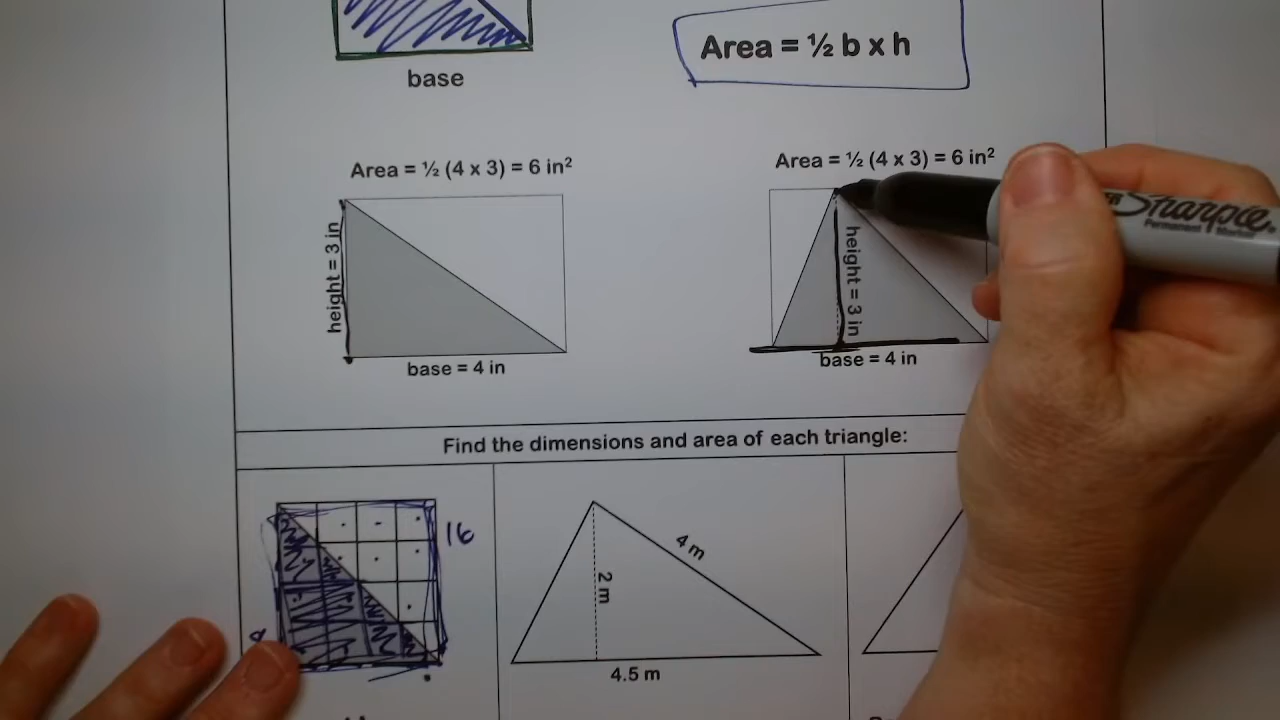 base
Area = ½ b x h
Area = ½ (4 x 3) = 6 in²
height = 3 in
base = 4 in
Area = ½ (4 x 3) = 6 in²
height = 3 in
base = 4 in
Sharpie
Permanent Marker
Find the dimensions and area of each triangle:
16
2 m
4 m
4.5 m